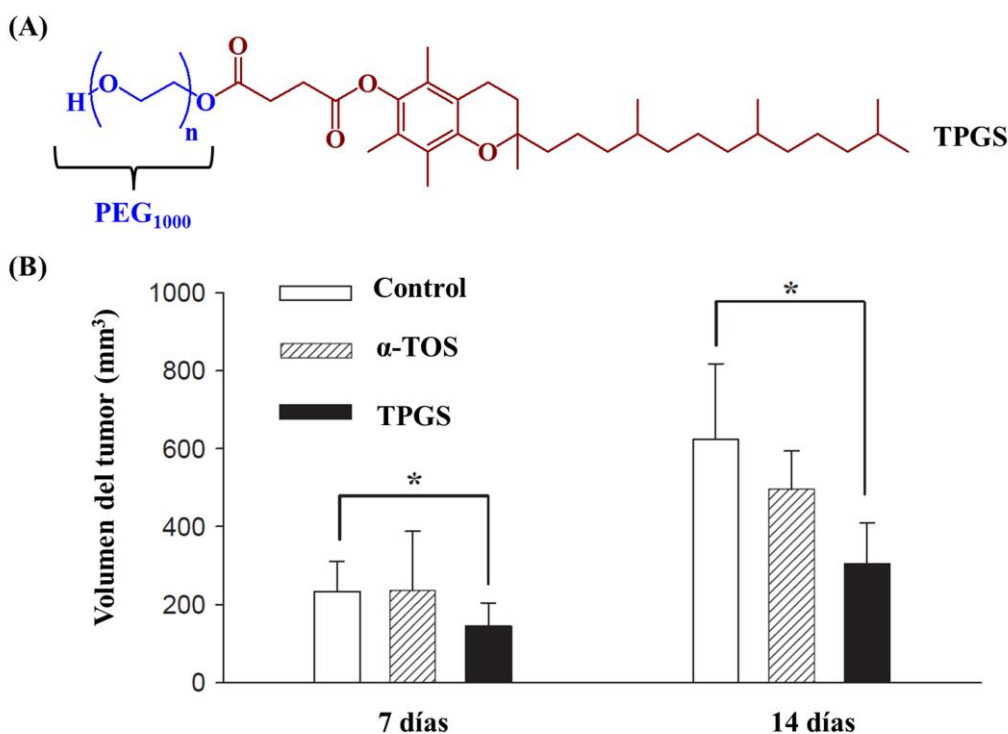 (A)
H
O
n
O
O
O
O
O
TPGS
PEG1000
(B)
Volumen del tumor (mm³)
1000
800
600
400
200
0
Control
α-TOS
TPGS
*
*
7 días
14 días